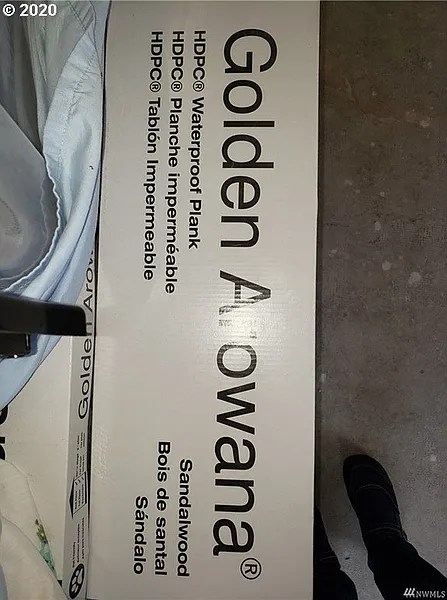 © 2020
Golden Arowana®
HDPC® Waterproof Plank
HDPC® Planche imperméable
HDPC® Tablón Impermeable
Sandalwood
Bois de santal
Sándalo
Golden Arow
NWMLS